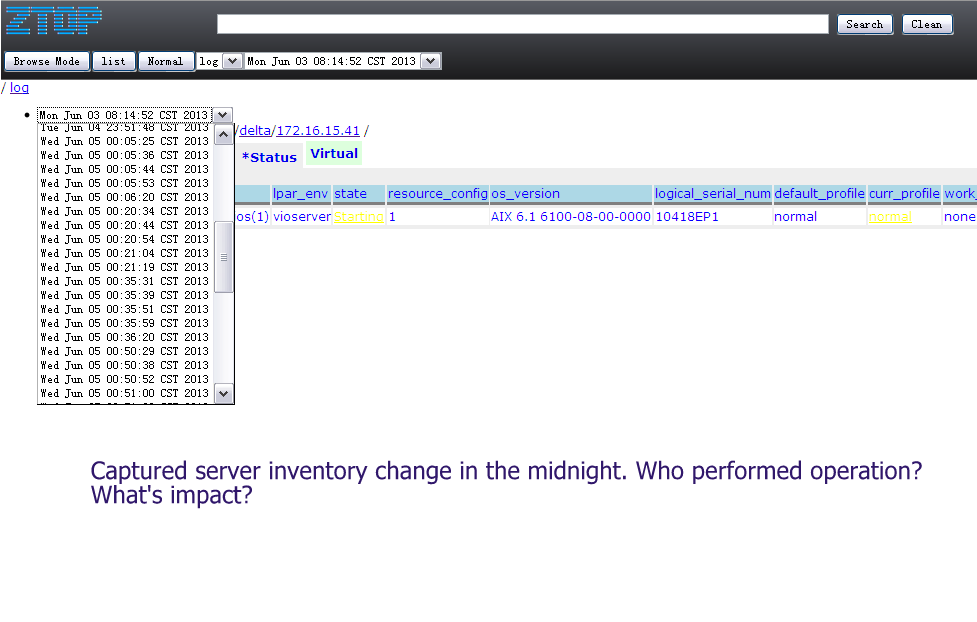 ZTOP
Search Clean
Browse Mode list Normal log Mon Jun 03 08:14:52 CST 2013
/ log
Mon Jun 03 08:14:52 CST 2013
Tue Jun 04 23:51:48 CST 2013
/delta/172.16.15.41 /
Wed Jun 05 00:05:25 CST 2013
Wed Jun 05 00:05:36 CST 2013
*Status Virtual
Wed Jun 05 00:05:44 CST 2013
Wed Jun 05 00:05:53 CST 2013
Wed Jun 05 00:06:20 CST 2013
lpar_env state resource_config os_version logical_serial_num default_profile curr_profile work_
Wed Jun 05 00:20:34 CST 2013
os(1) vioserver Starting 1 AIX 6.1 6100-08-00-0000 10418EP1 normal normal none
Wed Jun 05 00:20:44 CST 2013
Wed Jun 05 00:20:54 CST 2013
Wed Jun 05 00:21:04 CST 2013
Wed Jun 05 00:21:19 CST 2013
Wed Jun 05 00:35:31 CST 2013
Wed Jun 05 00:35:39 CST 2013
Wed Jun 05 00:35:51 CST 2013
Wed Jun 05 00:35:59 CST 2013
Wed Jun 05 00:36:20 CST 2013
Wed Jun 05 00:50:29 CST 2013
Wed Jun 05 00:50:38 CST 2013
Wed Jun 05 00:50:52 CST 2013
Wed Jun 05 00:51:00 CST 2013
Captured server inventory change in the midnight. Who performed operation?
What's impact?